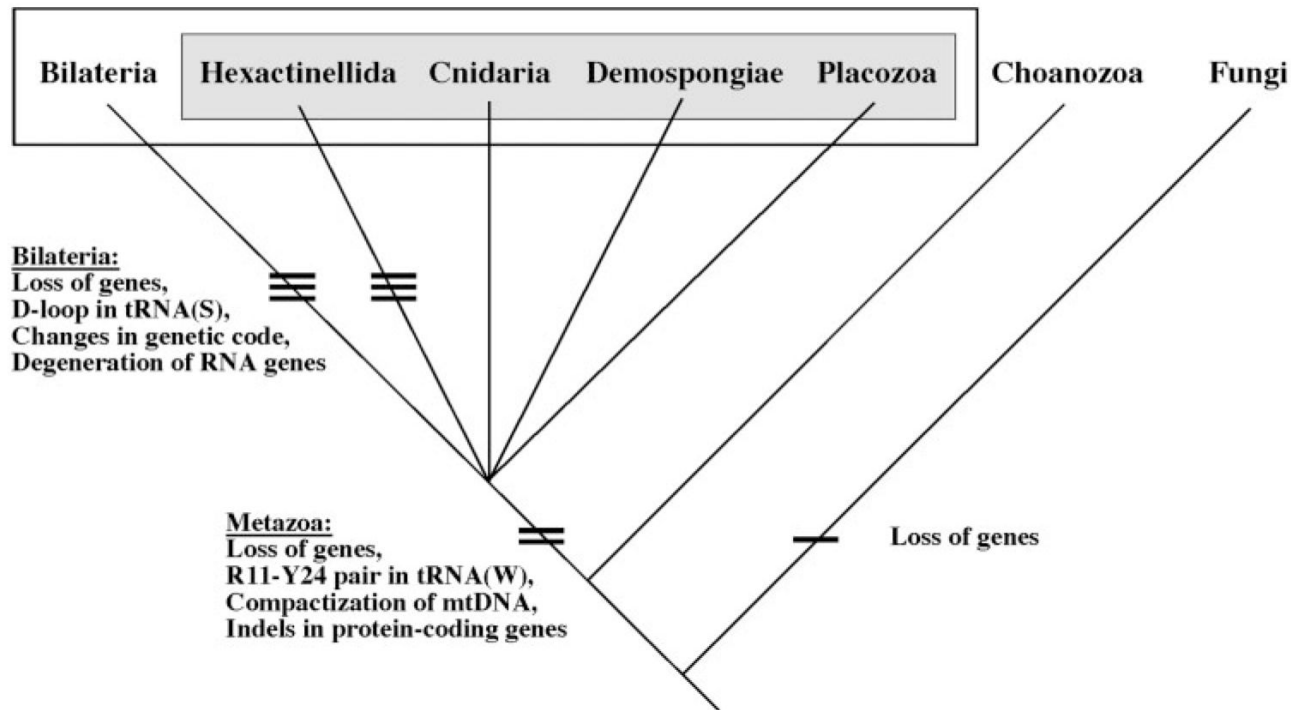 Bilateria Hexactinellida Cnidaria Demospongiae Placozoa Choanozoa Fungi
Bilateria:
Loss of genes,
D-loop in tRNA(S),
Changes in genetic code,
Degeneration of RNA genes
Metazoa:
Loss of genes,
R11-Y24 pair in tRNA(W),
Compactization of mtDNA,
Indels in protein-coding genes
Loss of genes